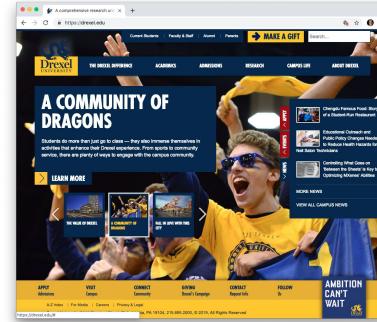 A comprehensive research uni
https://drexel.edu
Current Students Faculty & Staff Alumni Parents MAKE A GIFT Search...
Drexel
UNIVERSITY
THE DREXEL DIFFERENCE ACADEMICS ADMISSIONS RESEARCH CAMPUS LIFE ABOUT DREXEL
A COMMUNITY OF
DRAGONS
Students do more than just go to class — they also immerse themselves in
activities that enhance their Drexel experience. From sports to community
service, there are plenty of ways to engage with the campus community.
LEARN MORE
THE VALUE OF DREXEL
A COMMUNITY OF
DRAGONS
FALL IN LOVE WITH THIS
CITY
APPLY
EVENTS
NEWS
Chengdu Famous Food: Story
of a Student-Run Restaurant
Educational Outreach and
Public Policy Changes Needed
to Reduce Health Hazards for
Nail Salon Technicians
Controlling What Goes on
'Between the Sheets' is Key to
Optimizing MXenes' Abilities
MORE NEWS
VIEW ALL CAMPUS NEWS
APPLY
Admissions
VISIT
Campus
CONNECT
Community
GIVING
Drexel's Campaign
CONTACT
Request Info
FOLLOW
Us
AMBITION
CAN'T
WAIT
A-Z Index For Media Careers Privacy & Legal
PA, 19104, 215.895.2000, © 2019, All Rights Reserved
https://drexel.edu/#